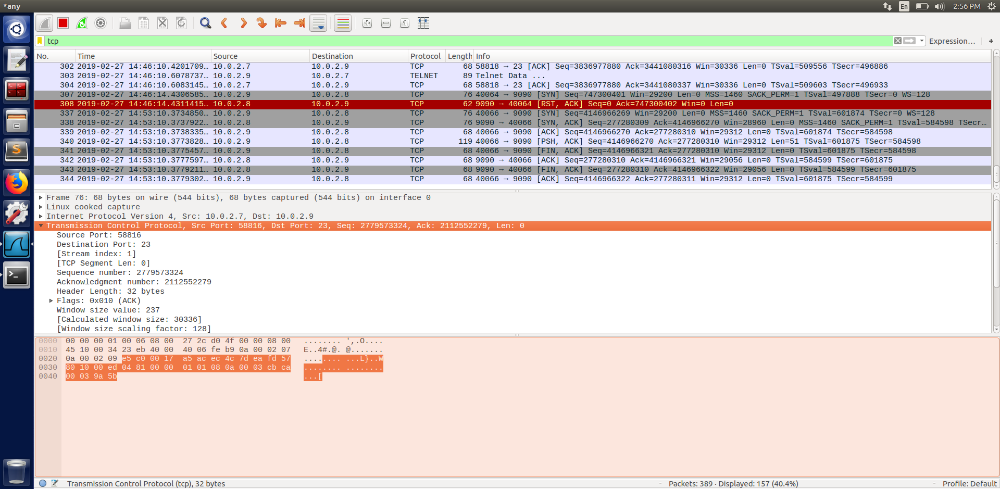 *any
En
2:56 PM
tcp
Expression…
+
No. Time Source Destination Protocol Length Info
302 2019-02-27 14:46:10.4201709… 10.0.2.7 10.0.2.9 TCP 68 58818 → 23 [ACK] Seq=3836977880 Ack=3441080316 Win=30336 Len=0 TSval=509556 TSecr=496886
303 2019-02-27 14:46:10.6078737… 10.0.2.9 10.0.2.7 TELNET 89 Telnet Data ...
304 2019-02-27 14:46:10.6083145… 10.0.2.7 10.0.2.9 TCP 68 58818 → 23 [ACK] Seq=3836977880 Ack=3441080337 Win=30336 Len=0 TSval=509603 TSecr=496933
307 2019-02-27 14:46:14.4306585… 10.0.2.9 10.0.2.8 TCP 76 40064 → 9090 [SYN] Seq=747300401 Win=29200 Len=0 MSS=1460 SACK_PERM=1 TSval=497888 TSecr=0 WS=128
308 2019-02-27 14:46:14.4311415… 10.0.2.8 10.0.2.9 TCP 62 9090 → 40064 [RST, ACK] Seq=0 Ack=747300402 Win=0 Len=0
337 2019-02-27 14:53:10.3734850… 10.0.2.9 10.0.2.8 TCP 76 40066 → 9090 [SYN] Seq=4146966269 Win=29200 Len=0 MSS=1460 SACK_PERM=1 TSval=601874 TSecr=0 WS=128
338 2019-02-27 14:53:10.3737922… 10.0.2.8 10.0.2.9 TCP 76 9090 → 40066 [SYN, ACK] Seq=277280309 Ack=4146966270 Win=28960 Len=0 MSS=1460 SACK_PERM=1 TSval=584598 TSecr…
339 2019-02-27 14:53:10.3738335… 10.0.2.9 10.0.2.8 TCP 68 40066 → 9090 [ACK] Seq=4146966270 Ack=277280310 Win=29312 Len=0 TSval=601874 TSecr=584598
340 2019-02-27 14:53:10.3773828… 10.0.2.9 10.0.2.8 TCP 119 40066 → 9090 [PSH, ACK] Seq=4146966270 Ack=277280310 Win=29312 Len=51 TSval=601875 TSecr=584598
341 2019-02-27 14:53:10.3775457… 10.0.2.9 10.0.2.8 TCP 68 40066 → 9090 [FIN, ACK] Seq=4146966321 Ack=277280310 Win=29312 Len=0 TSval=601875 TSecr=584598
342 2019-02-27 14:53:10.3777597… 10.0.2.8 10.0.2.9 TCP 68 9090 → 40066 [ACK] Seq=277280310 Ack=4146966321 Win=29056 Len=0 TSval=584599 TSecr=601875
343 2019-02-27 14:53:10.3779211… 10.0.2.8 10.0.2.9 TCP 68 9090 → 40066 [FIN, ACK] Seq=277280310 Ack=4146966322 Win=29056 Len=0 TSval=584599 TSecr=601875
344 2019-02-27 14:53:10.3779302… 10.0.2.9 10.0.2.8 TCP 68 40066 → 9090 [ACK] Seq=4146966322 Ack=277280311 Win=29312 Len=0 TSval=601875 TSecr=584599
Frame 76: 68 bytes on wire (544 bits), 68 bytes captured (544 bits) on interface 0
Linux cooked capture
Internet Protocol Version 4, Src: 10.0.2.7, Dst: 10.0.2.9
Transmission Control Protocol, Src Port: 58816, Dst Port: 23, Seq: 2779573324, Ack: 2112552279, Len: 0
Source Port: 58816
Destination Port: 23
[Stream index: 1]
[TCP Segment Len: 0]
Sequence number: 2779573324
Acknowledgment number: 2112552279
Header Length: 32 bytes
Flags: 0x010 (ACK)
Window size value: 237
[Calculated window size: 30336]
[Window size scaling factor: 128]
0000 00 00 00 01 00 06 08 00 27 2c d0 4f 00 00 08 00 ........ ',.O....
0010 45 10 00 34 23 eb 40 00 40 06 fe b9 0a 00 02 07 E..4#.@. @.......
0020 0a 00 02 09 e5 c0 00 17 a5 ac ec 4c 7d ea fd 57 ........ ...L}..W
0030 80 10 00 ed 04 81 00 00 01 01 08 0a 00 03 cb ca ........ ........
0040 00 03 9a 5b ...[
Transmission Control Protocol (tcp), 32 bytes
Packets: 389 · Displayed: 157 (40.4%)
Profile: Default